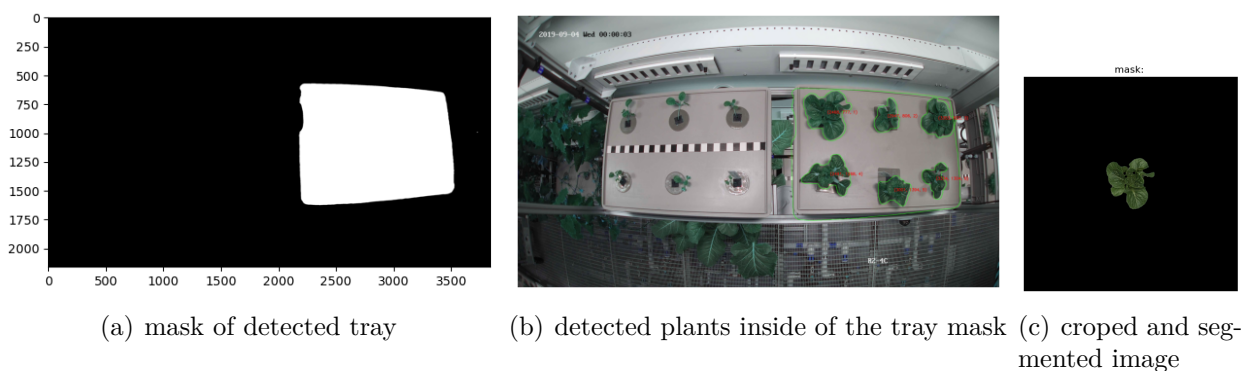 0
250
500
750
1000
1250
1500
1750
2000
0 500 1000 1500 2000 2500 3000 3500
2019-09-04 Wed 00:00:03
02-4C
mask:
(a) mask of detected tray
(b) detected plants inside of the tray mask
(c) croped and seg-
mented image